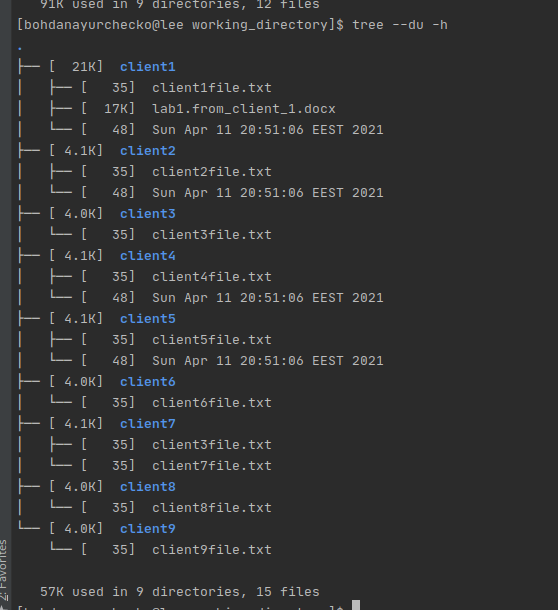 91K used in 9 directories, 12 files
[bohdanayurchecko@lee working_directory]$ tree --du -h
.
├── [  21K]  client1
│   ├── [   35]  client1file.txt
│   ├── [  17K]  lab1.from_client_1.docx
│   └── [   48]  Sun Apr 11 20:51:06 EEST 2021
├── [ 4.1K]  client2
│   ├── [   35]  client2file.txt
│   └── [   48]  Sun Apr 11 20:51:06 EEST 2021
├── [ 4.0K]  client3
│   └── [   35]  client3file.txt
├── [ 4.1K]  client4
│   ├── [   35]  client4file.txt
│   └── [   48]  Sun Apr 11 20:51:06 EEST 2021
├── [ 4.1K]  client5
│   ├── [   35]  client5file.txt
│   └── [   48]  Sun Apr 11 20:51:06 EEST 2021
├── [ 4.0K]  client6
│   └── [   35]  client6file.txt
├── [ 4.1K]  client7
│   ├── [   35]  client3file.txt
│   └── [   35]  client7file.txt
├── [ 4.0K]  client8
│   └── [   35]  client8file.txt
└── [ 4.0K]  client9
    └── [   35]  client9file.txt
57K used in 9 directories, 15 files
2: Favorites